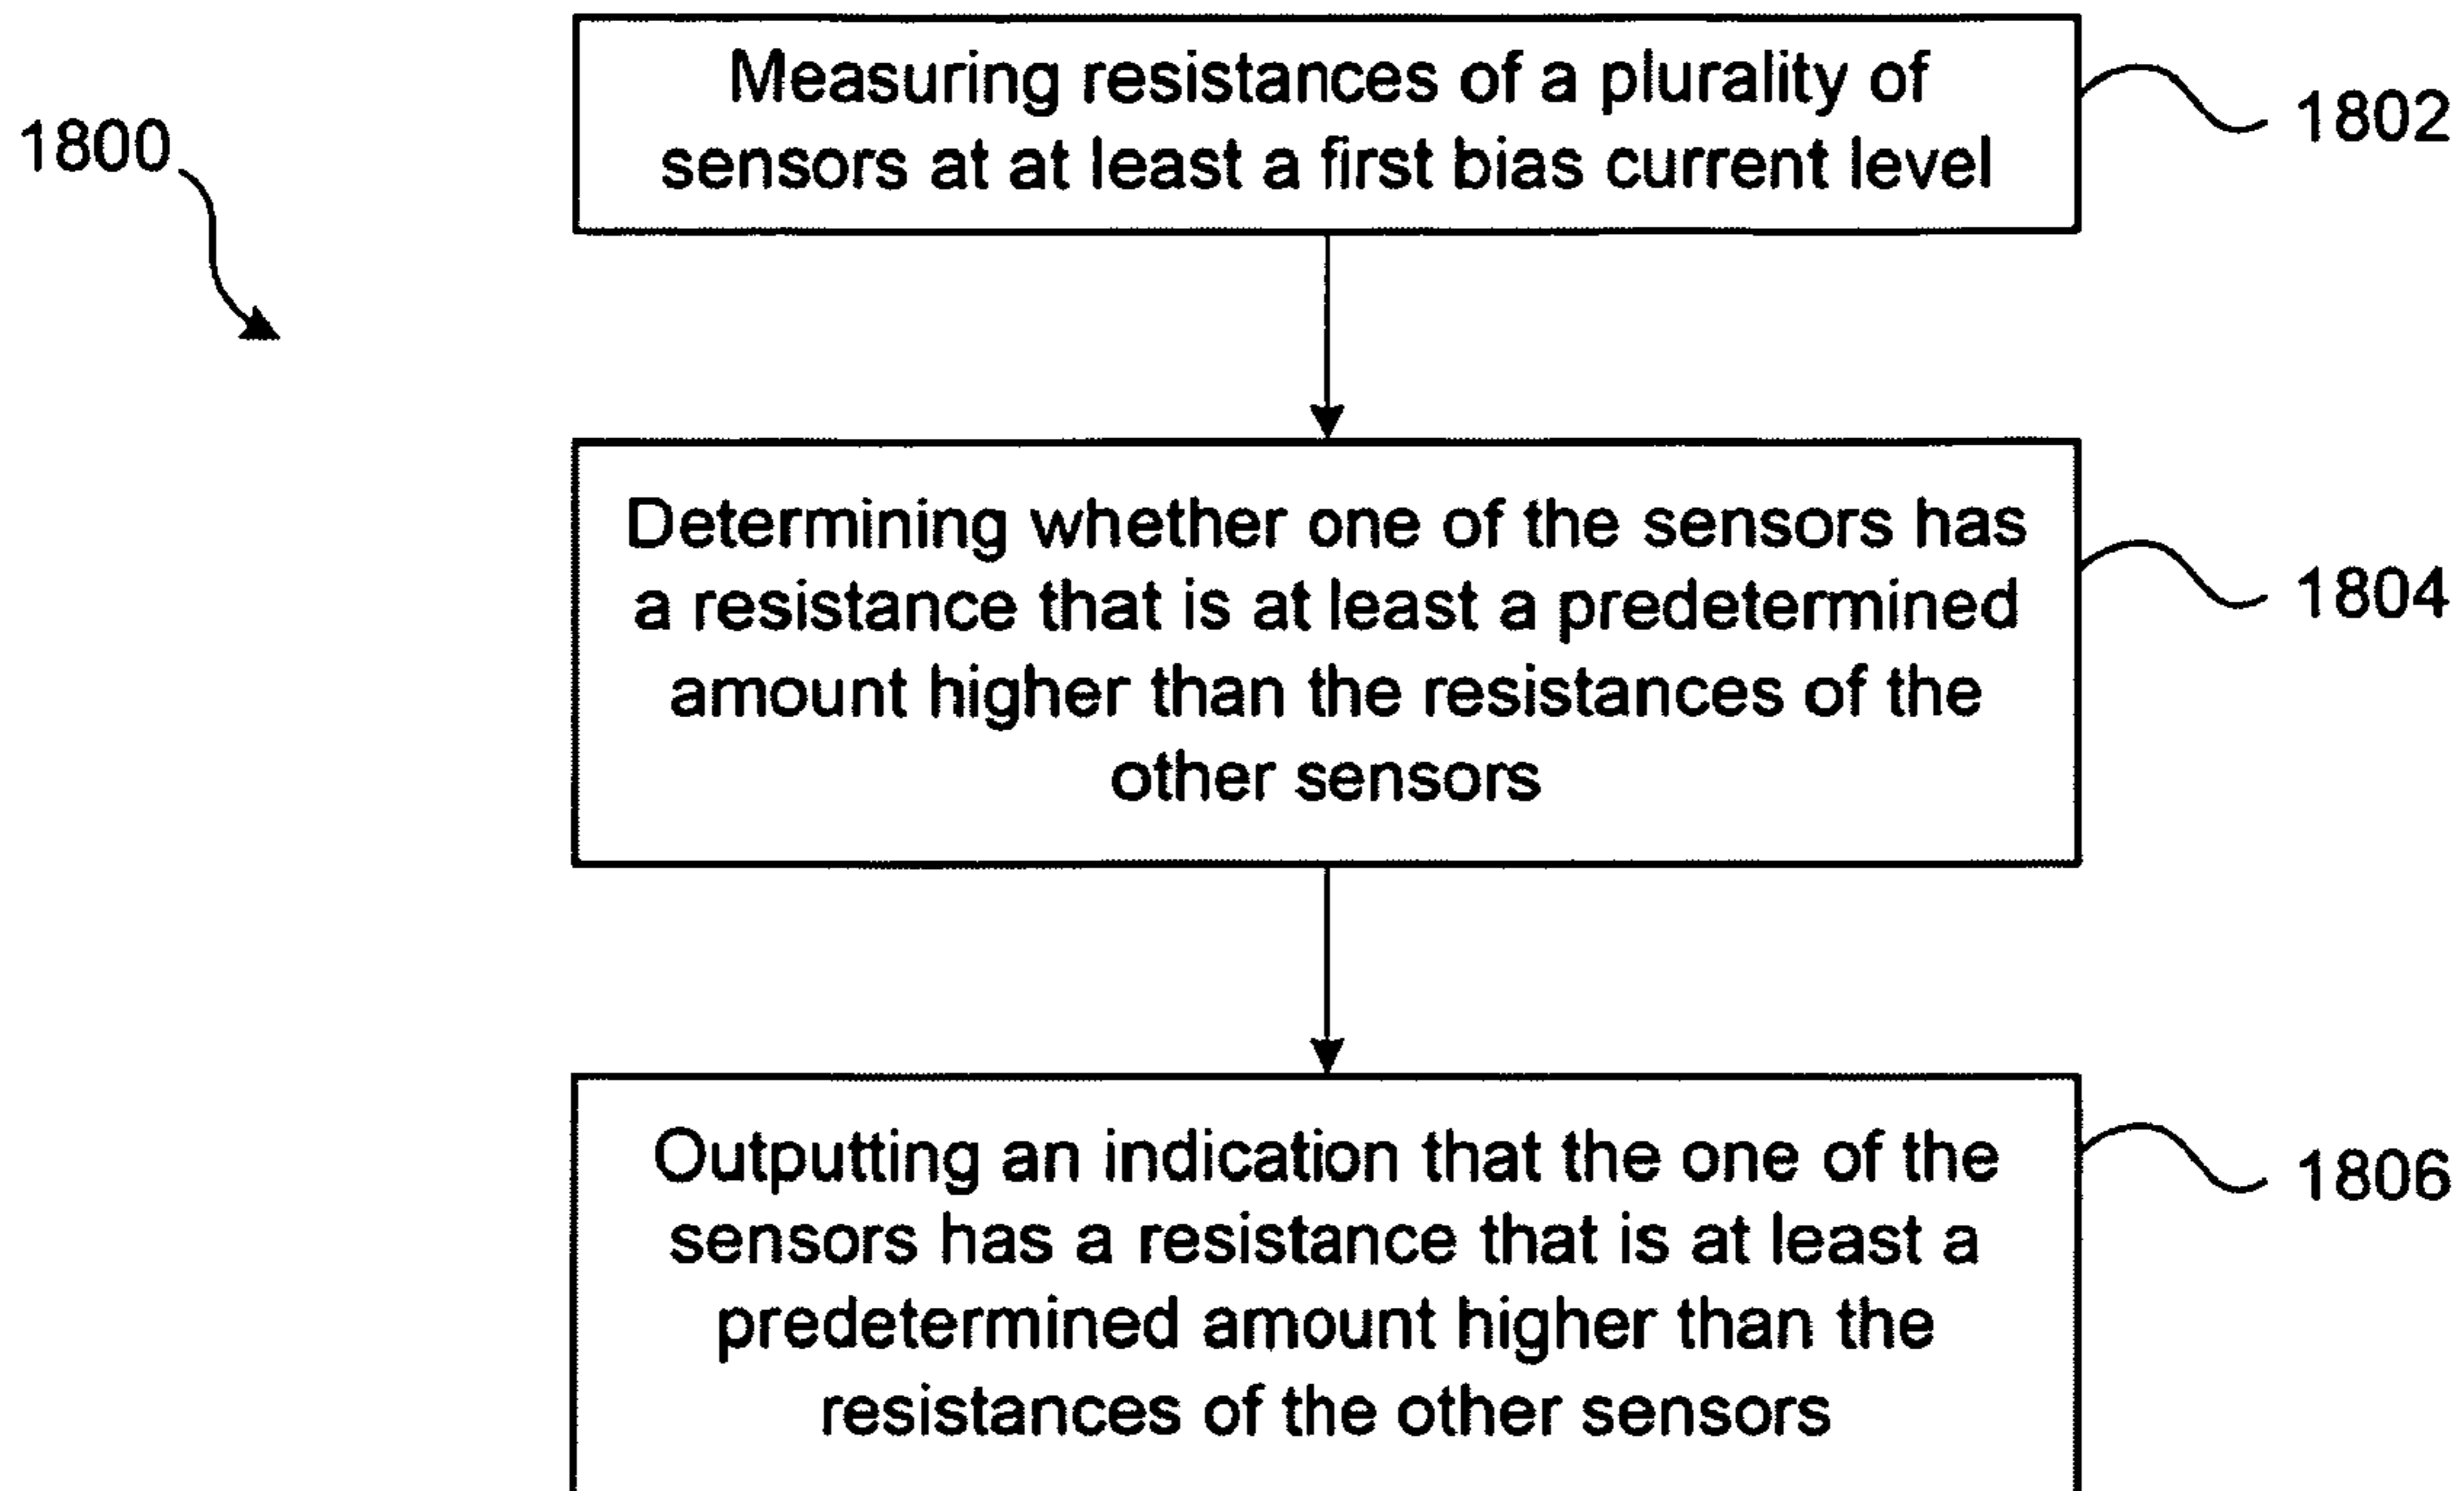 Measuring resistances of a plurality of
sensors at at least a first bias current level
1802
1800
Determining whether one of the sensors has
a resistance that is at least a predetermined
amount higher than the resistances of the
other sensors
1804
Outputting an indication that the one of the
sensors has a resistance that is at least a
predetermined amount higher than the
resistances of the other sensors
1806